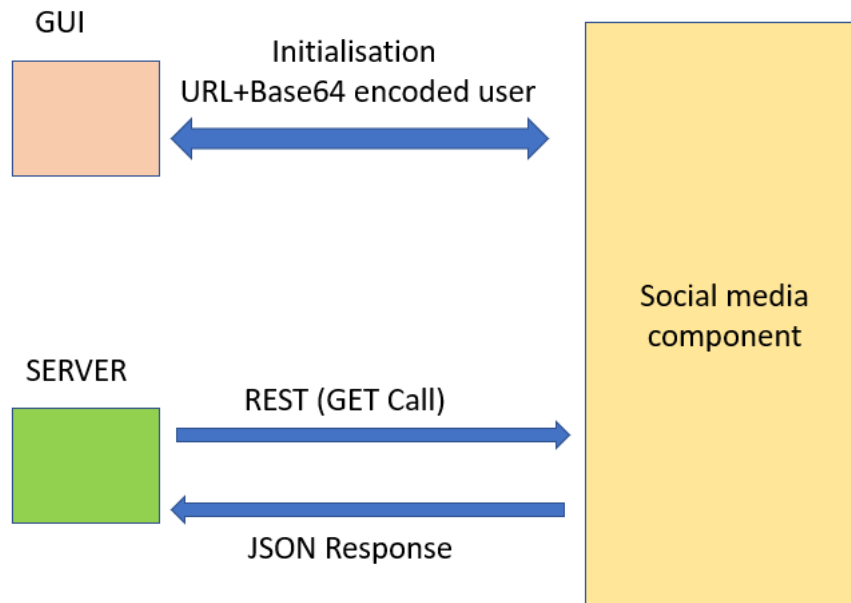 GUI
Initialisation
URL+Base64 encoded user
Social media
component
SERVER
REST (GET Call)
JSON Response